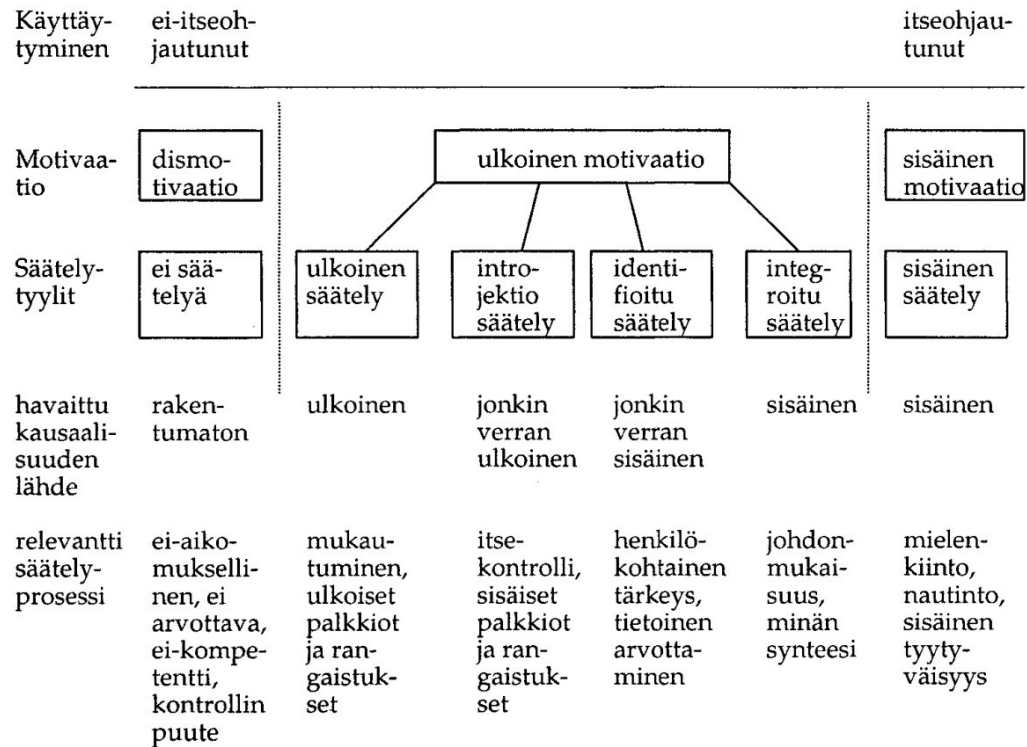 Käyttäy-
tyminen
ei-itseoh-
jautunut
itseohjau-
tunut
Motivaa-
tio
dismo-
tivaatio
ulkoinen motivaatio
sisäinen
motivaatio
Säätely-
tyylit
ei sää-
telyä
ulkoinen
säätely
intro-
jektio
säätely
identi-
fioitu
säätely
integ-
roitu
säätely
sisäinen
säätely
havaittu
kausaali-
suuden
lähde
raken-
tumaton
ulkoinen
jonkin
verran
ulkoinen
jonkin
verran
sisäinen
sisäinen
sisäinen
relevantti
säätely-
prosessi
ei-aiko-
mukselli-
nen, ei
arvottava,
ei-kompe-
tentti,
kontrollin
puute
mukau-
tuminen,
ulkoiset
palkkiot
ja ran-
gaistuk-
set
itse-
kontrolli,
sisäiset
palkkiot
ja ran-
gaistuk-
set
henkilö-
kohtainen
tärkeys,
tietoinen
arvotta-
minen
johdon-
mukai-
suus,
minän
synteesi
mielen-
kiinto,
nautinto,
sisäinen
tyyty-
väisyys